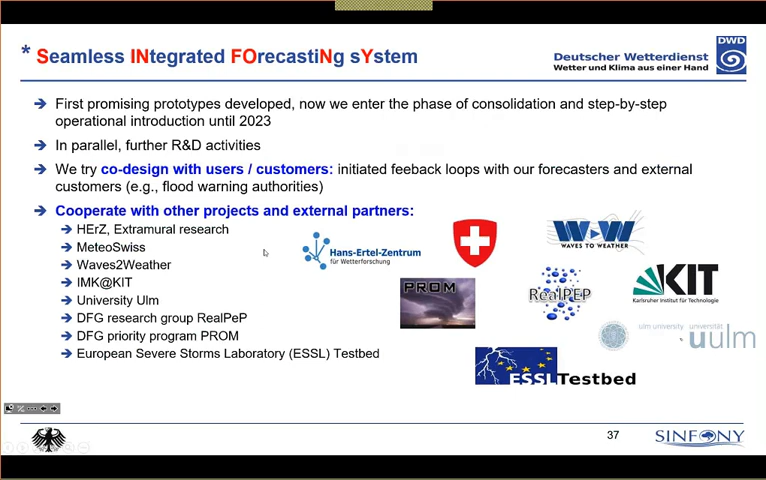 * Seamless INtegrated FOrecastiNg sYstem
Deutscher Wetterdienst
Wetter und Klima aus einer Hand
DWD
First promising prototypes developed, now we enter the phase of consolidation and step-by-step
operational introduction until 2023
In parallel, further R&D activities
We try co-design with users / customers: initiated feeback loops with our forecasters and external
customers (e.g., flood warning authorities)
Cooperate with other projects and external partners:
HErZ, Extramural research
MeteoSwiss
Waves2Weather
IMK@KIT
University Ulm
DFG research group RealPeP
DFG priority program PROM
European Severe Storms Laboratory (ESSL) Testbed
Hans-Ertel-Zentrum
für Wetterforschung
W W
WAVES TO WEATHER
PROM
RealPEP
KIT
Karlsruher Institut für Technologie
ulm university universität
uulm
ESSL Testbed
37
SINFONY